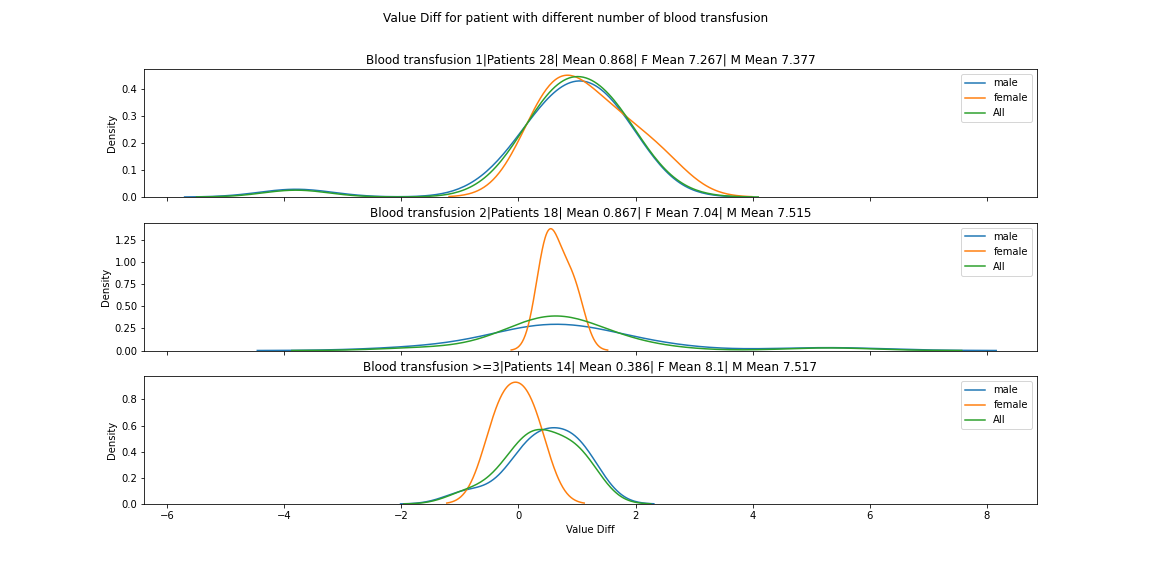 Value Diff for patient with different number of blood transfusion
Blood transfusion 1|Patients 28| Mean 0.868| F Mean 7.267| M Mean 7.377
Density
0.4
0.3
0.2
0.1
0.0
male
female
All
Blood transfusion 2|Patients 18| Mean 0.867| F Mean 7.04| M Mean 7.515
Density
1.25
1.00
0.75
0.50
0.25
0.00
male
female
All
Blood transfusion >=3|Patients 14| Mean 0.386| F Mean 8.1| M Mean 7.517
Density
0.8
0.6
0.4
0.2
0.0
male
female
All
−6 −4 −2 0 2 4 6 8
Value Diff